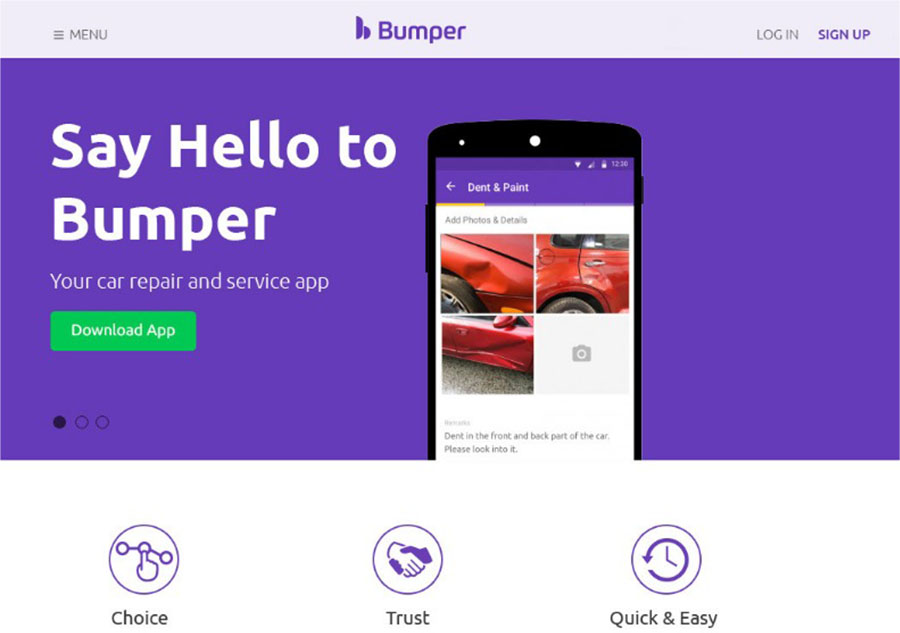 ≡ MENU
Bumper
LOG IN
SIGN UP
Say Hello to
Bumper
Your car repair and service app
Download App
12:30
Dent & Paint
Add Photos & Details
Remarks
Dent in the front and back part of the car.
Please look into it.
Choice
Trust
Quick & Easy